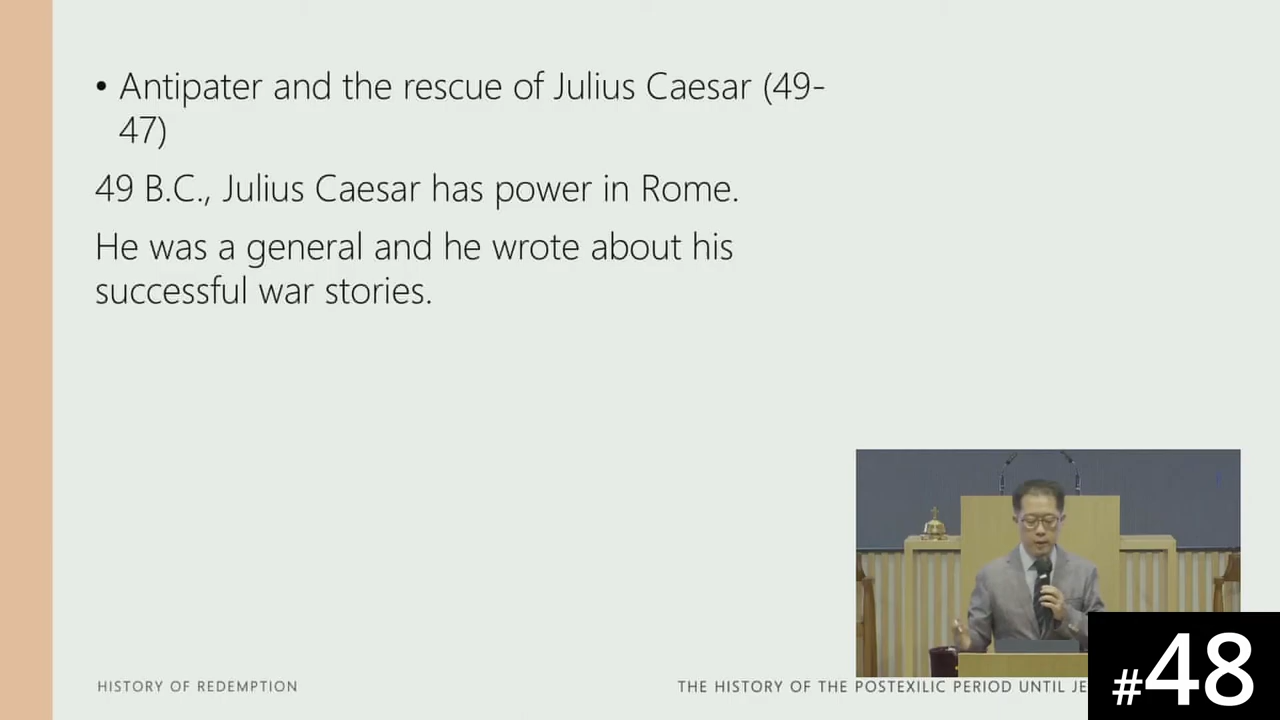 • Antipater and the rescue of Julius Caesar (49-
47)
49 B.C., Julius Caesar has power in Rome.
He was a general and he wrote about his
successful war stories.
HISTORY OF REDEMPTION
THE HISTORY OF THE POSTEXILIC PERIOD UNTIL JE
#48